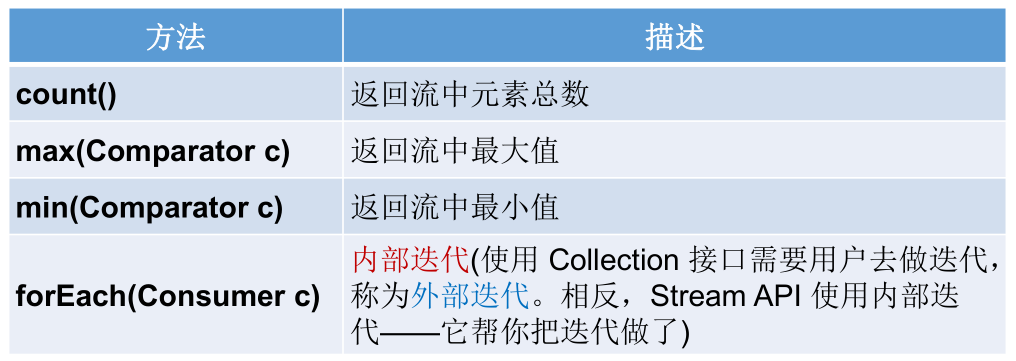 方法 描述
count() 返回流中元素总数
max(Comparator c) 返回流中最大值
min(Comparator c) 返回流中最小值
forEach(Consumer c)
内部迭代(使用 Collection 接口需要用户去做迭代，
称为外部迭代。相反，Stream API 使用内部迭
代——它帮你把迭代做了)